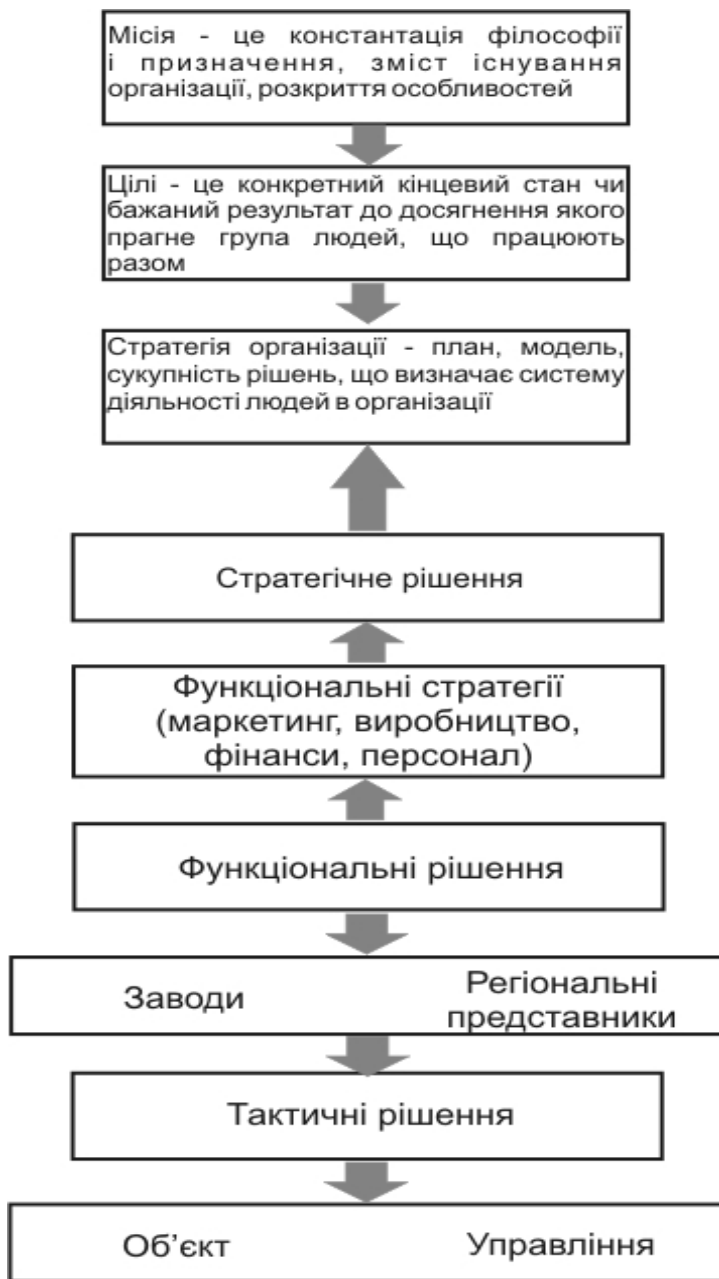 Місія - це константація філософії
і призначення, зміст існування
організації, розкриття особливостей
Цілі - це конкретний кінцевий стан чи
бажаний результат до досягнення якого
прагне група людей, що працюють
разом
Стратегія організації - план, модель,
сукупність рішень, що визначає систему
діяльності людей в організації
Стратегічне рішення
Функціональні стратегії
(маркетинг, виробництво,
фінанси, персонал)
Функціональні рішення
Заводи
Регіональні
представники
Тактичні рішення
Об’єкт
Управління